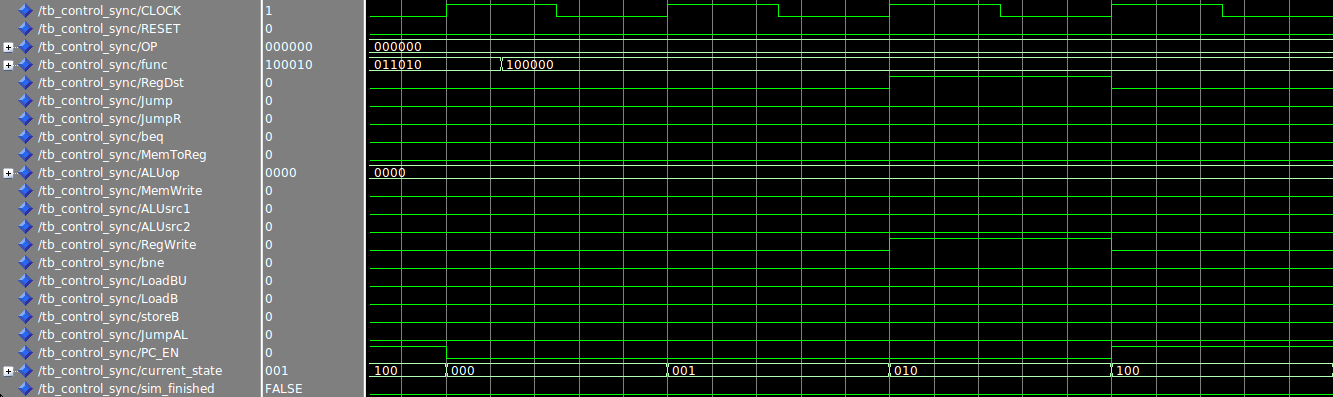 /tb_control_sync/CLOCK 1
/tb_control_sync/RESET 0
/tb_control_sync/OP 000000 000000
/tb_control_sync/func 100010 011010 100000
/tb_control_sync/RegDst 0
/tb_control_sync/Jump 0
/tb_control_sync/JumpR 0
/tb_control_sync/beq 0
/tb_control_sync/MemToReg 0
/tb_control_sync/ALUop 0000 0000
/tb_control_sync/MemWrite 0
/tb_control_sync/ALUsrc1 0
/tb_control_sync/ALUsrc2 0
/tb_control_sync/RegWrite 0
/tb_control_sync/bne 0
/tb_control_sync/LoadBU 0
/tb_control_sync/LoadB 0
/tb_control_sync/storeB 0
/tb_control_sync/JumpAL 0
/tb_control_sync/PC_EN 0
/tb_control_sync/current_state 001 100 000 001 010 100
/tb_control_sync/sim_finished FALSE